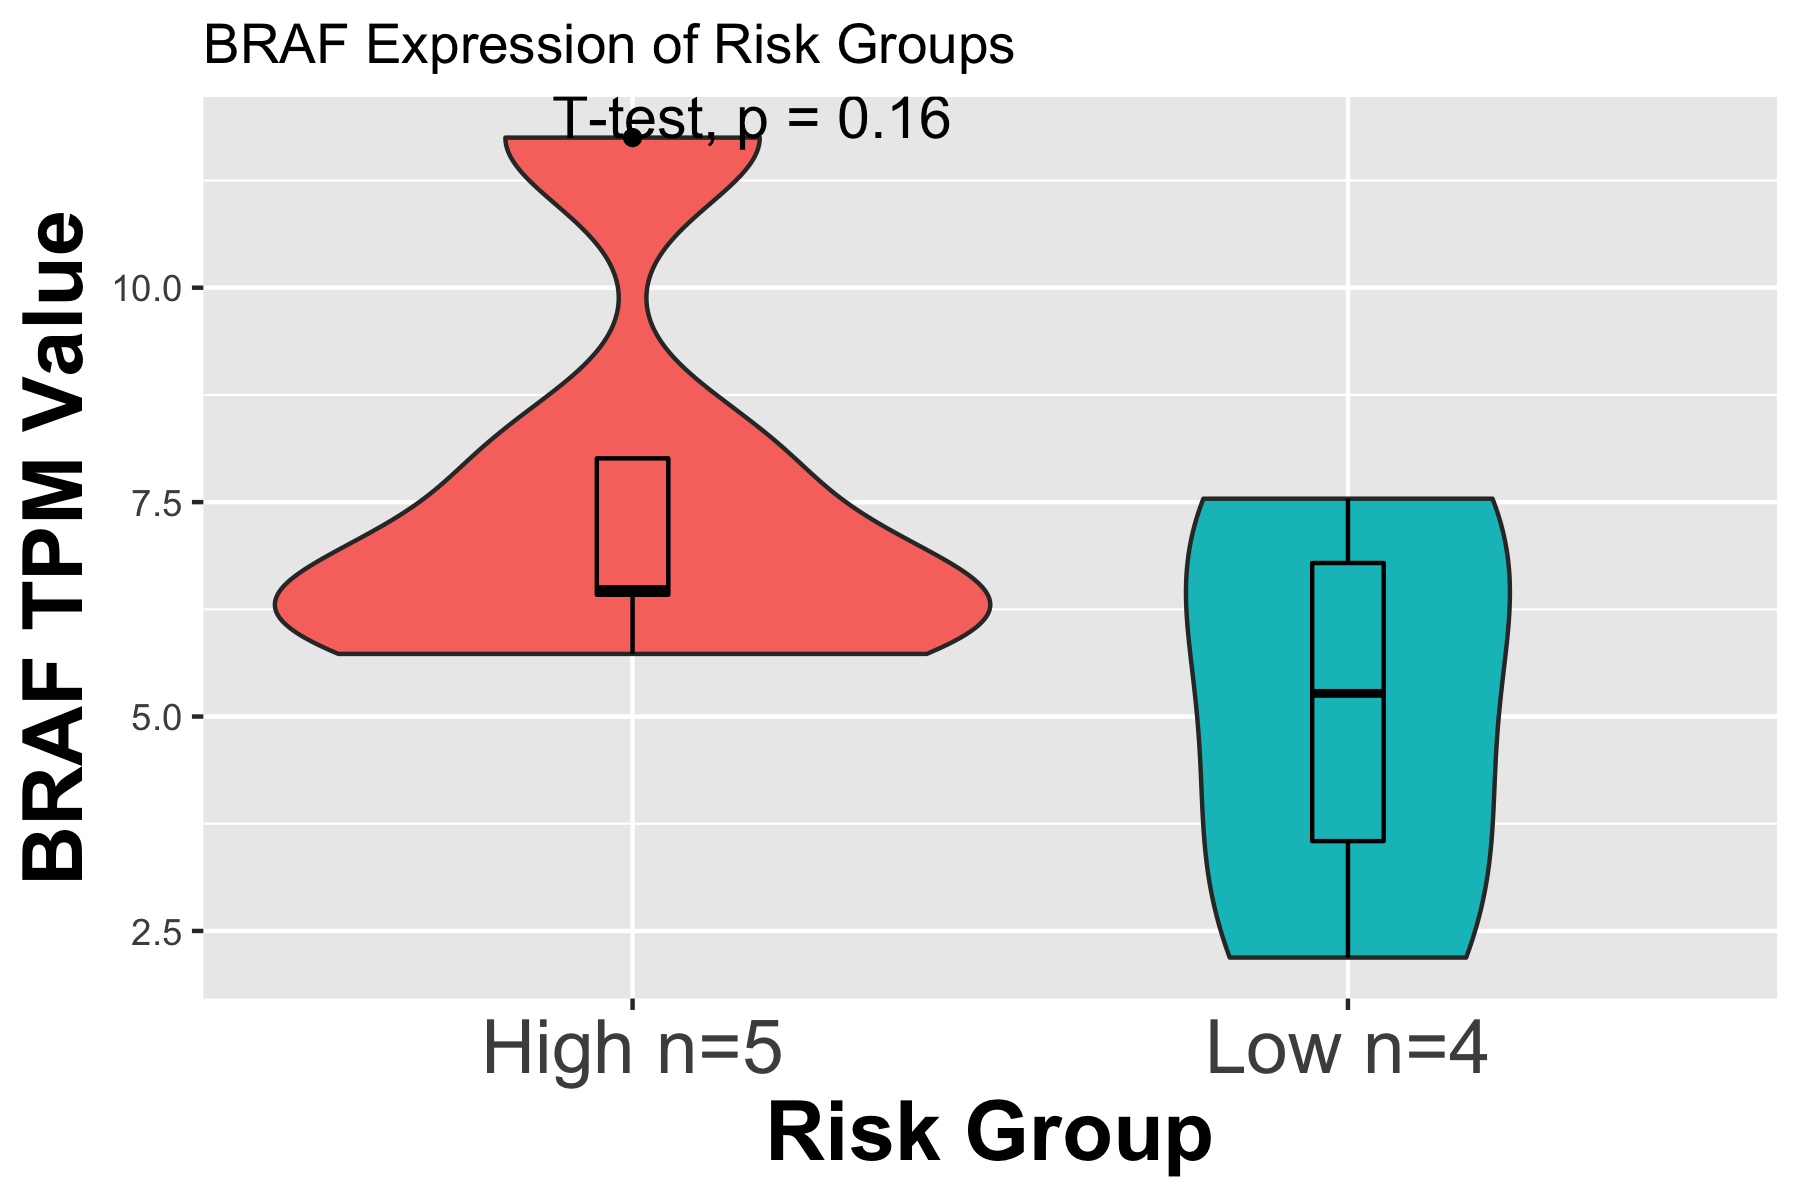 BRAF Expression of Risk Groups
T-test, p = 0.16
BRAF TPM Value
10.0
7.5
5.0
2.5
High n=5
Low n=4
Risk Group